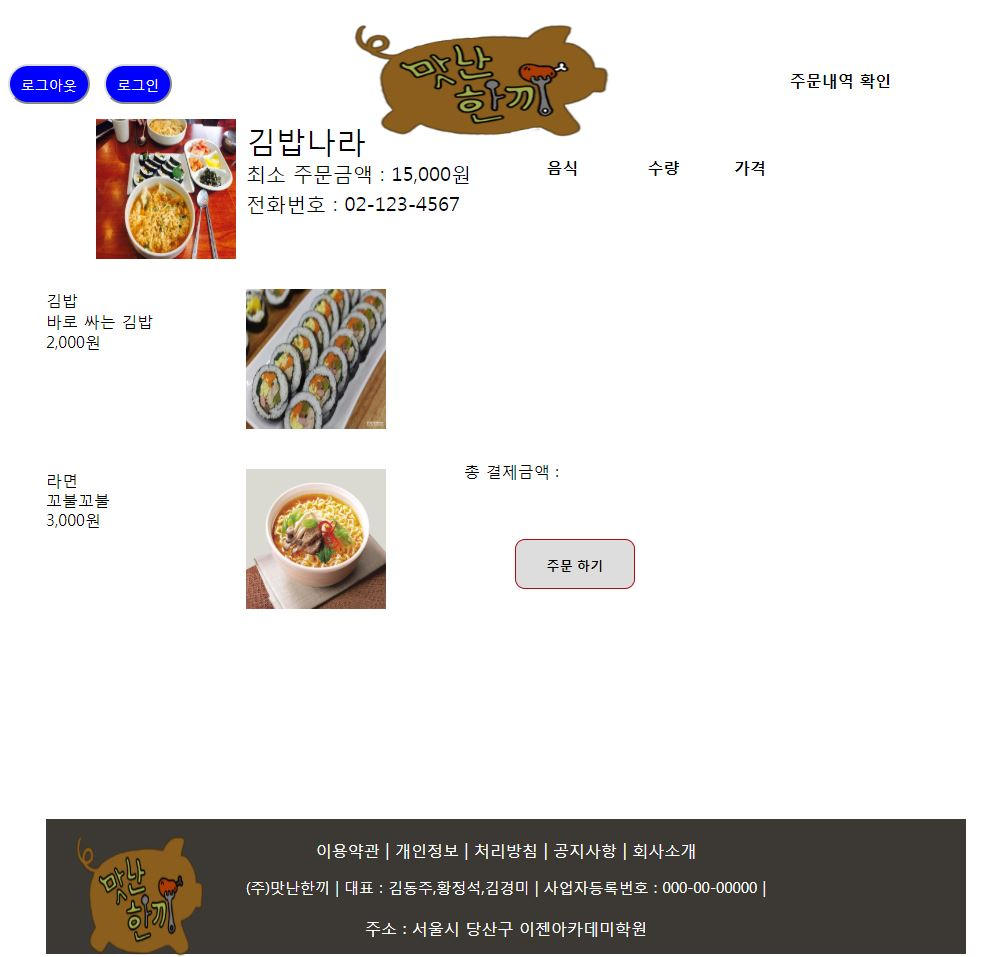 맛난
한끼
로그아웃
로그인
주문내역 확인
김밥나라
최소 주문금액 : 15,000원
전화번호 : 02-123-4567
음식 수량 가격
김밥
바로 싸는 김밥
2,000원
라면
꼬불꼬불
3,000원
총 결제금액 :
주문 하기
맛난
한끼
이용약관 | 개인정보 | 처리방침 | 공지사항 | 회사소개
(주)맛난한끼 | 대표 : 김동주,황정석,김경미 | 사업자등록번호 : 000-00-00000 |
주소 : 서울시 당산구 이젠아카데미학원